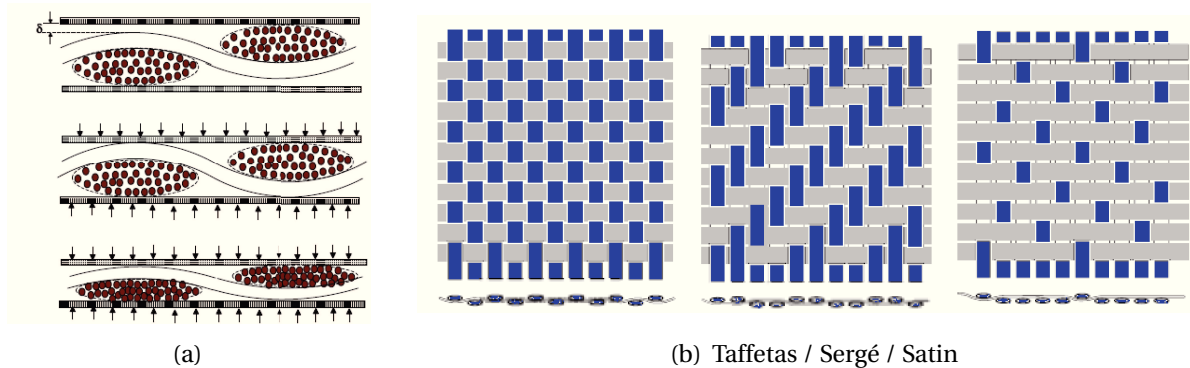 δ
(a)
(b) Taffetas / Sergé / Satin